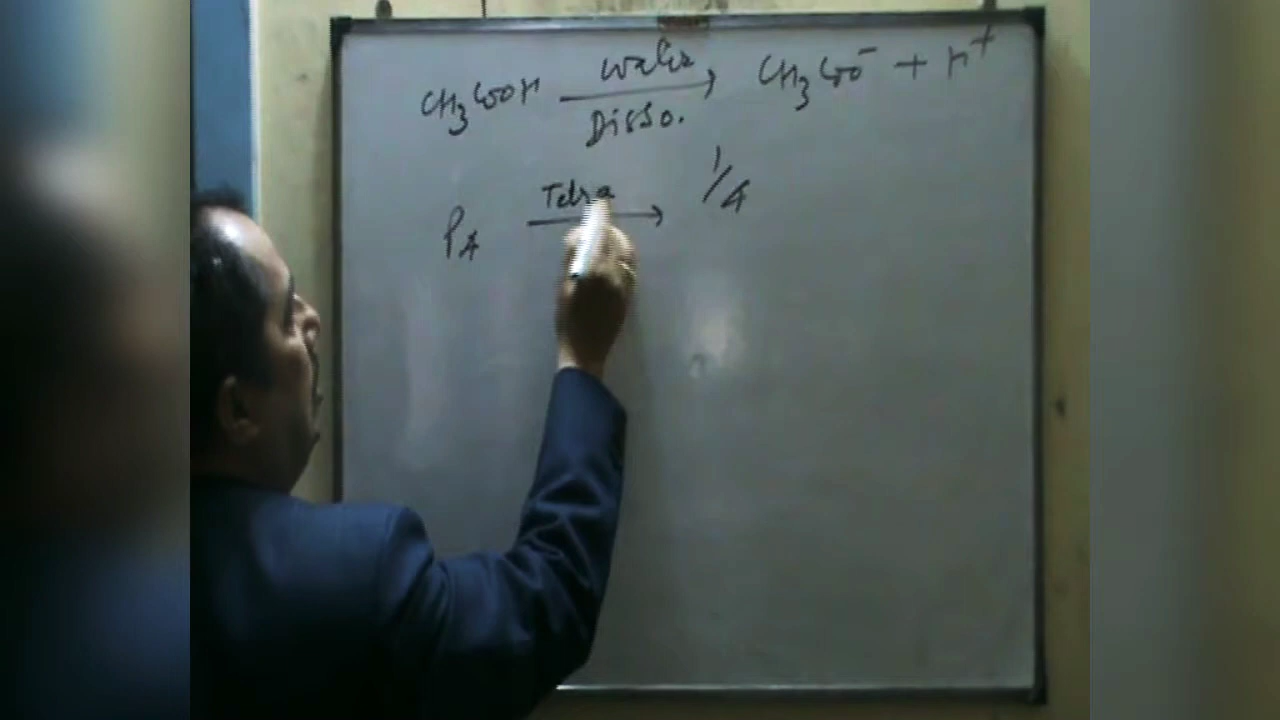 CH3COOH water → CH3COO- + H+
Disso.
P4 Tetra → 1/4